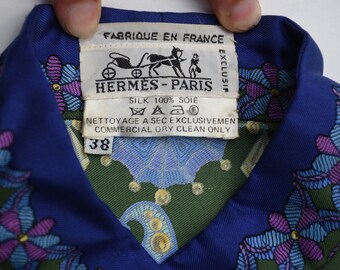 FABRIQUE EN FRANCE
EXCLUSIF
HERMÈS-PARIS
SILK 100% SOIE
A
NETTOYAGE A SEC EXCLUSIVEMENT
COMMERCIAL DRY CLEAN ONLY
38